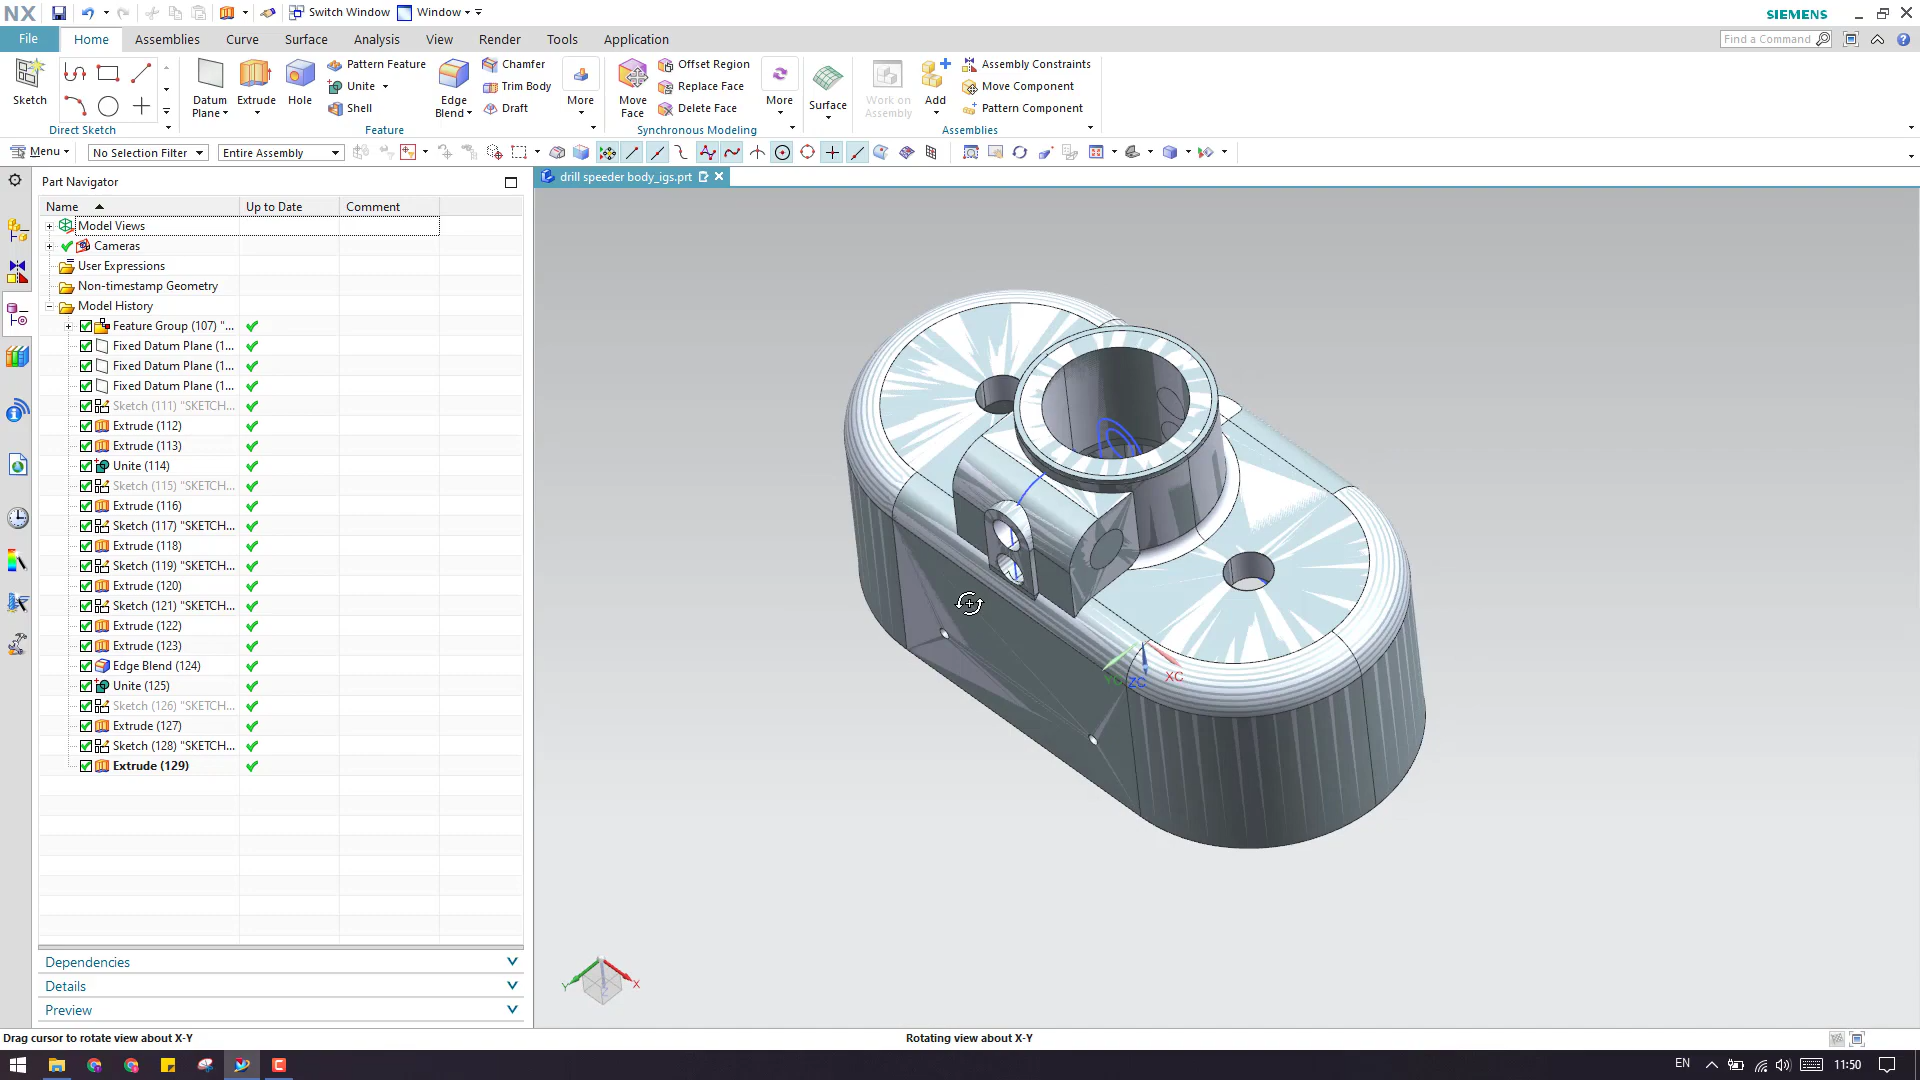 NX Switch Window Window SIEMENS
File Home Assemblies Curve Surface Analysis View Render Tools Application Find a Command
Sketch Datum Plane Extrude Hole Pattern Feature Unite Shell Edge Blend Chamfer Trim Body Draft More Move Face Offset Region Replace Face Delete Face More Surface Work on Assembly Add Assembly Constraints Move Component Pattern Component
Direct Sketch Feature Synchronous Modeling Assemblies
Menu No Selection Filter Entire Assembly
Part Navigator drill speeder body_igs.prt
Name Up to Date Comment
Model Views
Cameras
User Expressions
Non-timestamp Geometry
Model History
Feature Group (107) "...
Fixed Datum Plane (1...
Fixed Datum Plane (1...
Fixed Datum Plane (1...
Sketch (111) "SKETCH...
Extrude (112)
Extrude (113)
Unite (114)
Sketch (115) "SKETCH...
Extrude (116)
Sketch (117) "SKETCH...
Extrude (118)
Sketch (119) "SKETCH...
Extrude (120)
Sketch (121) "SKETCH...
Extrude (122)
Extrude (123)
Edge Blend (124)
Unite (125)
Sketch (126) "SKETCH...
Extrude (127)
Sketch (128) "SKETCH...
Extrude (129)
ZC XC
Y X
Dependencies
Details
Preview
Drag cursor to rotate view about X-Y Rotating view about X-Y
EN 11:50